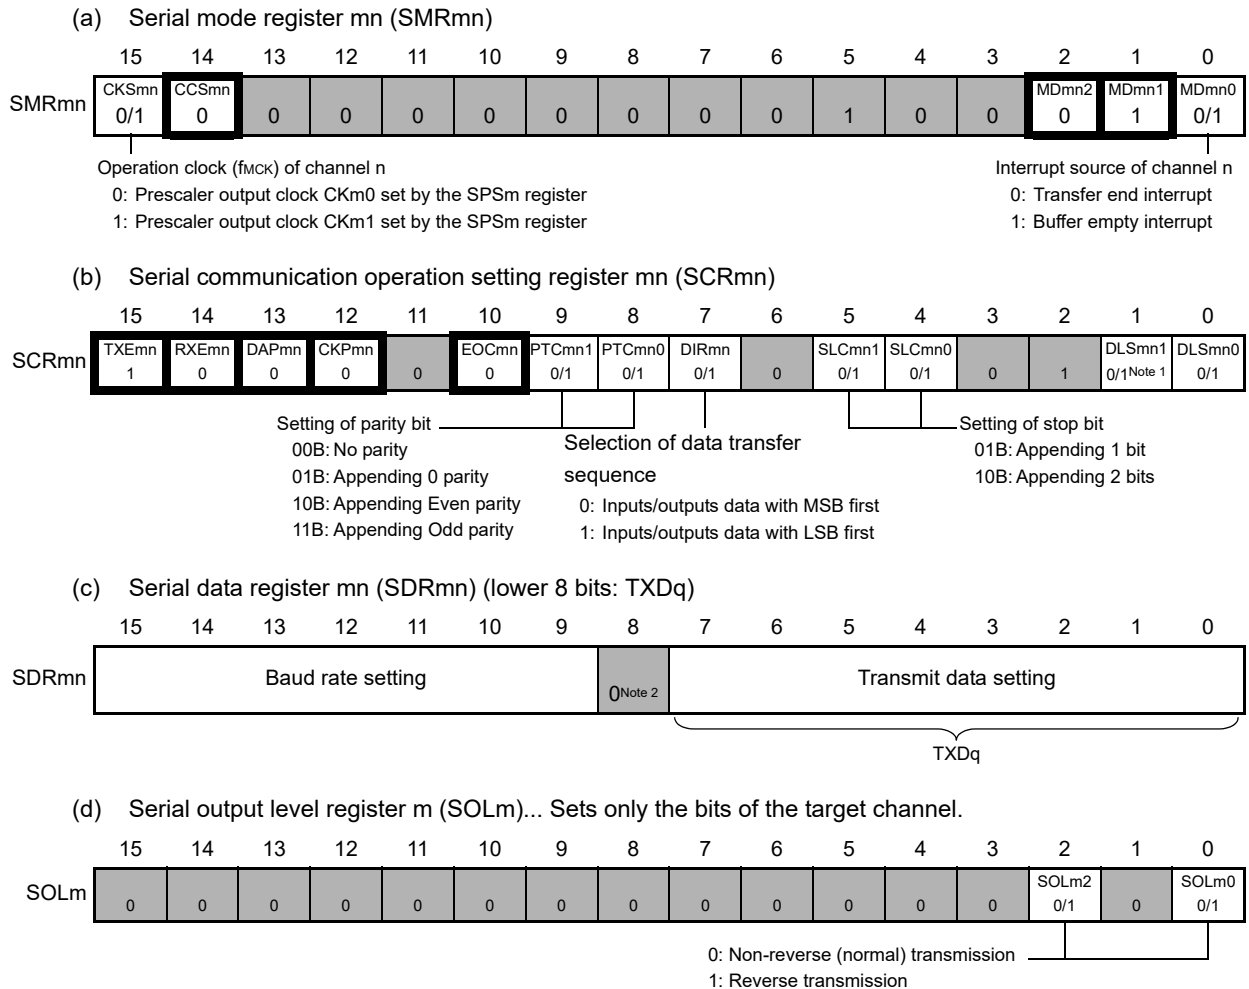 (a) Serial mode register mn (SMRmn)
15 14 13 12 11 10 9 8 7 6 5 4 3 2 1 0
CKSmn CCSmn MDmn2 MDmn1 MDmn0
SMRmn 0/1 0 0 0 0 0 0 0 0 0 1 0 0 0 1 0/1
Operation clock (fMCK) of channel n
0: Prescaler output clock CKm0 set by the SPSm register
1: Prescaler output clock CKm1 set by the SPSm register
Interrupt source of channel n
0: Transfer end interrupt
1: Buffer empty interrupt
(b) Serial communication operation setting register mn (SCRmn)
15 14 13 12 11 10 9 8 7 6 5 4 3 2 1 0
TXEmn RXEmn DAPmn CKPmn EOCmn PTCmn1 PTCmn0 DIRmn SLCmn1 SLCmn0 DLSmn1 DLSmn0
SCRmn 1 0 0 0 0 0 0/1 0/1 0/1 0 0/1 0/1 0 1 0/1Note 1 0/1
Setting of parity bit
00B: No parity
01B: Appending 0 parity
10B: Appending Even parity
11B: Appending Odd parity
Selection of data transfer
sequence
0: Inputs/outputs data with MSB first
1: Inputs/outputs data with LSB first
Setting of stop bit
01B: Appending 1 bit
10B: Appending 2 bits
(c) Serial data register mn (SDRmn) (lower 8 bits: TXDq)
15 14 13 12 11 10 9 8 7 6 5 4 3 2 1 0
SDRmn Baud rate setting 0Note 2 Transmit data setting
TXDq
(d) Serial output level register m (SOLm)... Sets only the bits of the target channel.
15 14 13 12 11 10 9 8 7 6 5 4 3 2 1 0
SOLm2 SOLm0
SOLm 0 0 0 0 0 0 0 0 0 0 0 0 0 0/1 0 0/1
0: Non-reverse (normal) transmission
1: Reverse transmission